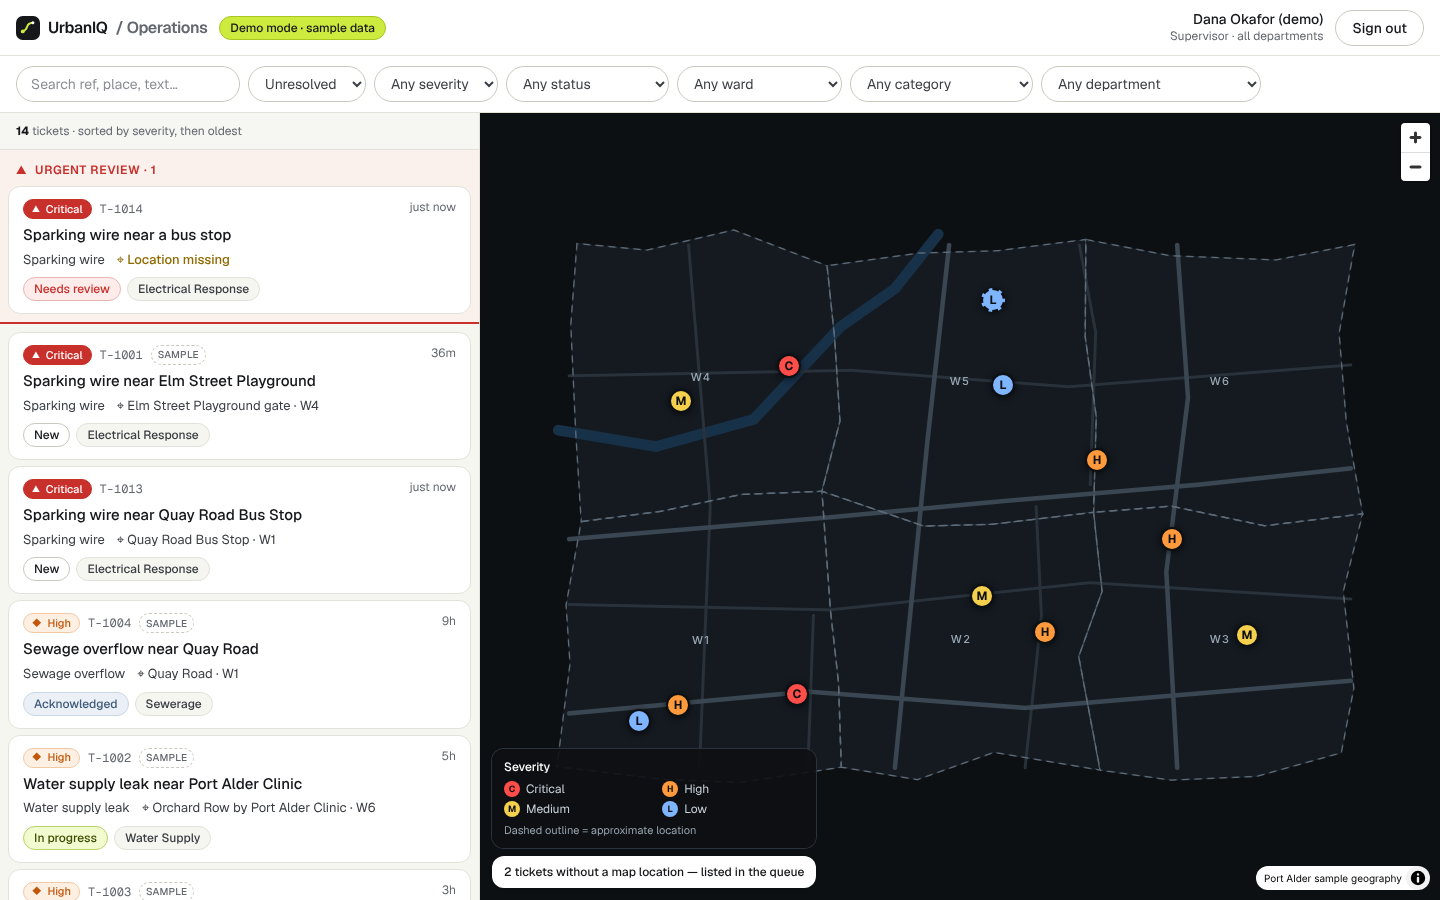 UrbanIQ / Operations Demo mode · sample data
Dana Okafor (demo)
Supervisor · all departments
Sign out
Search ref, place, text... Unresolved Any severity Any status Any ward Any category Any department
14 tickets · sorted by severity, then oldest
URGENT REVIEW · 1
Critical T-1014 just now
Sparking wire near a bus stop
Sparking wire Location missing
Needs review Electrical Response
Critical T-1001 SAMPLE 36m
Sparking wire near Elm Street Playground
Sparking wire Elm Street Playground gate · W4
New Electrical Response
Critical T-1013 just now
Sparking wire near Quay Road Bus Stop
Sparking wire Quay Road Bus Stop · W1
New Electrical Response
High T-1004 SAMPLE 9h
Sewage overflow near Quay Road
Sewage overflow Quay Road · W1
Acknowledged Sewerage
High T-1002 SAMPLE 5h
Water supply leak near Port Alder Clinic
Water supply leak Orchard Row by Port Alder Clinic · W6
In progress Water Supply
High T-1003 SAMPLE 3h
+
−
L
C
W4 W5 L W6
M
H
H
M
H
W1 W2 W3 M
C
H
L
Severity
C Critical H High
M Medium L Low
Dashed outline = approximate location
2 tickets without a map location — listed in the queue
Port Alder sample geography